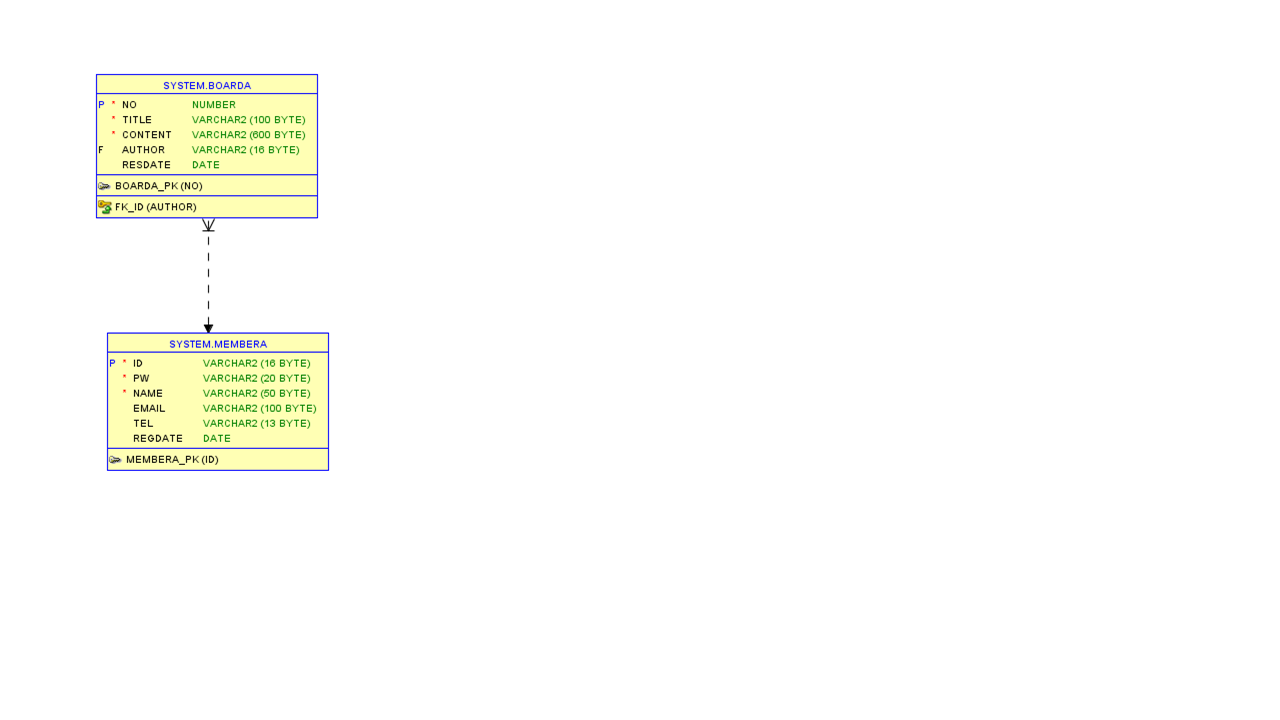 SYSTEM.BOARDA
P * NO NUMBER
* TITLE VARCHAR2 (100 BYTE)
* CONTENT VARCHAR2 (600 BYTE)
F AUTHOR VARCHAR2 (16 BYTE)
RESDATE DATE
BOARDA_PK (NO)
FK_ID (AUTHOR)
SYSTEM.MEMBERA
P * ID VARCHAR2 (16 BYTE)
* PW VARCHAR2 (20 BYTE)
* NAME VARCHAR2 (50 BYTE)
EMAIL VARCHAR2 (100 BYTE)
TEL VARCHAR2 (13 BYTE)
REGDATE DATE
MEMBERA_PK (ID)